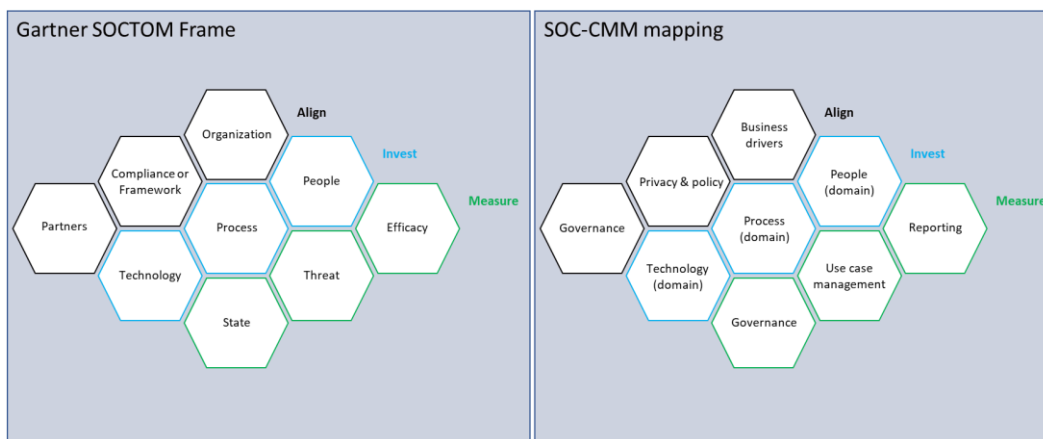 Gartner SOCTOM Frame
Organization
Align
Compliance or
Framework
People
Invest
Partners
Process
Efficacy
Measure
Technology
Threat
State
SOC-CMM mapping
Business
drivers
Align
Privacy & policy
People
(domain)
Invest
Governance
Process
(domain)
Reporting
Measure
Technology
(domain)
Use case
management
Governance